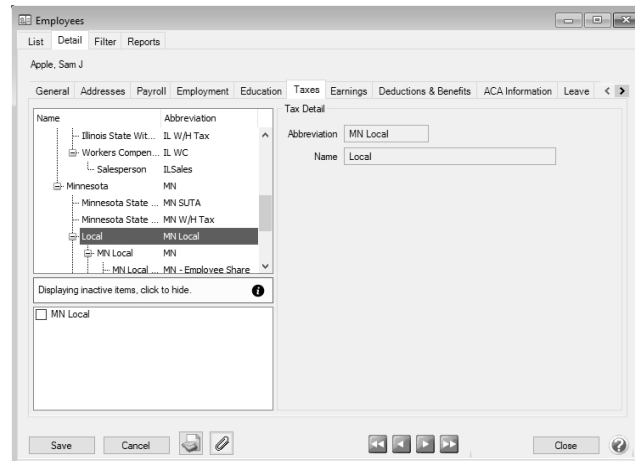 Employees
List Detail Filter Reports
Apple, Sam J
General Addresses Payroll Employment Education Taxes Earnings Deductions & Benefits ACA Information Leave
Name Abbreviation
Illinois State Wit... IL W/H Tax
Workers Compen... IL WC
Salesperson ILSales
Minnesota MN
Minnesota State ... MN SUTA
Minnesota State ... MN W/H Tax
Local MN Local
MN Local MN
MN Local ... MN - Employee Share
Displaying inactive items, click to hide.
MN Local
Tax Detail
Abbreviation MN Local
Name Local
Save Cancel Close